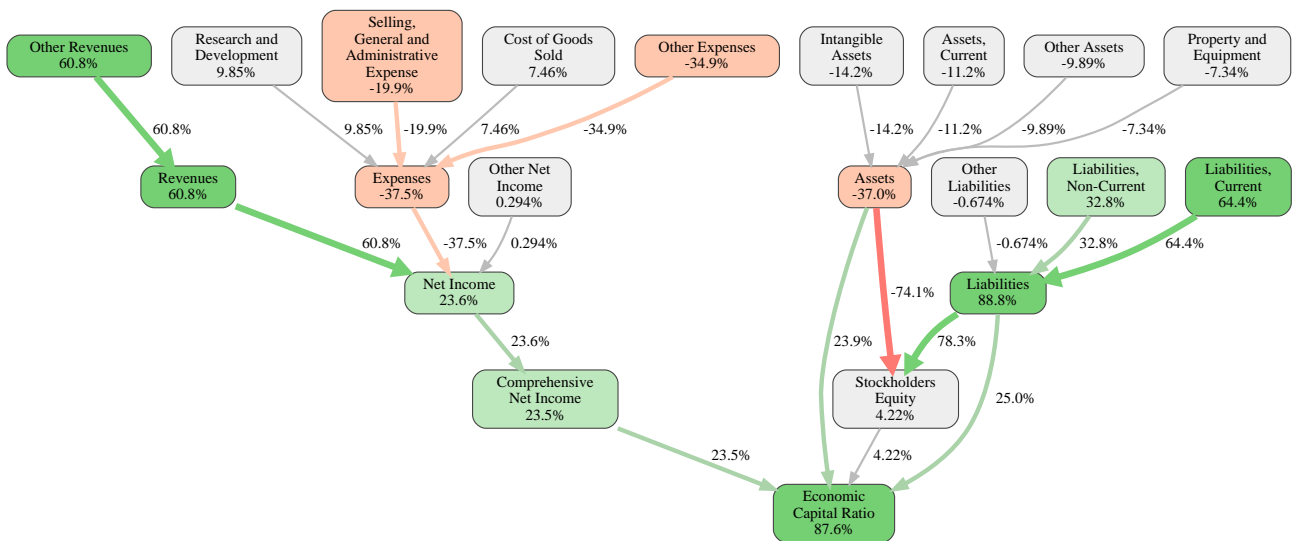 Other Revenues
60.8%
Research and
Development
9.85%
Selling,
General and
Administrative
Expense
-19.9%
Cost of Goods
Sold
7.46%
Other Expenses
-34.9%
Intangible
Assets
-14.2%
Assets,
Current
-11.2%
Other Assets
-9.89%
Property and
Equipment
-7.34%
60.8%
9.85%
-19.9%
7.46%
-34.9%
-14.2%
-11.2%
-9.89%
-7.34%
Revenues
60.8%
Expenses
-37.5%
Other Net
Income
0.294%
Assets
-37.0%
Other
Liabilities
-0.674%
Liabilities,
Non-Current
32.8%
Liabilities,
Current
64.4%
60.8%
-37.5%
0.294%
-0.674%
32.8%
64.4%
Net Income
23.6%
-74.1%
Liabilities
88.8%
23.6%
23.9%
78.3%
Comprehensive
Net Income
23.5%
Stockholders
Equity
4.22%
25.0%
23.5%
4.22%
Economic
Capital Ratio
87.6%